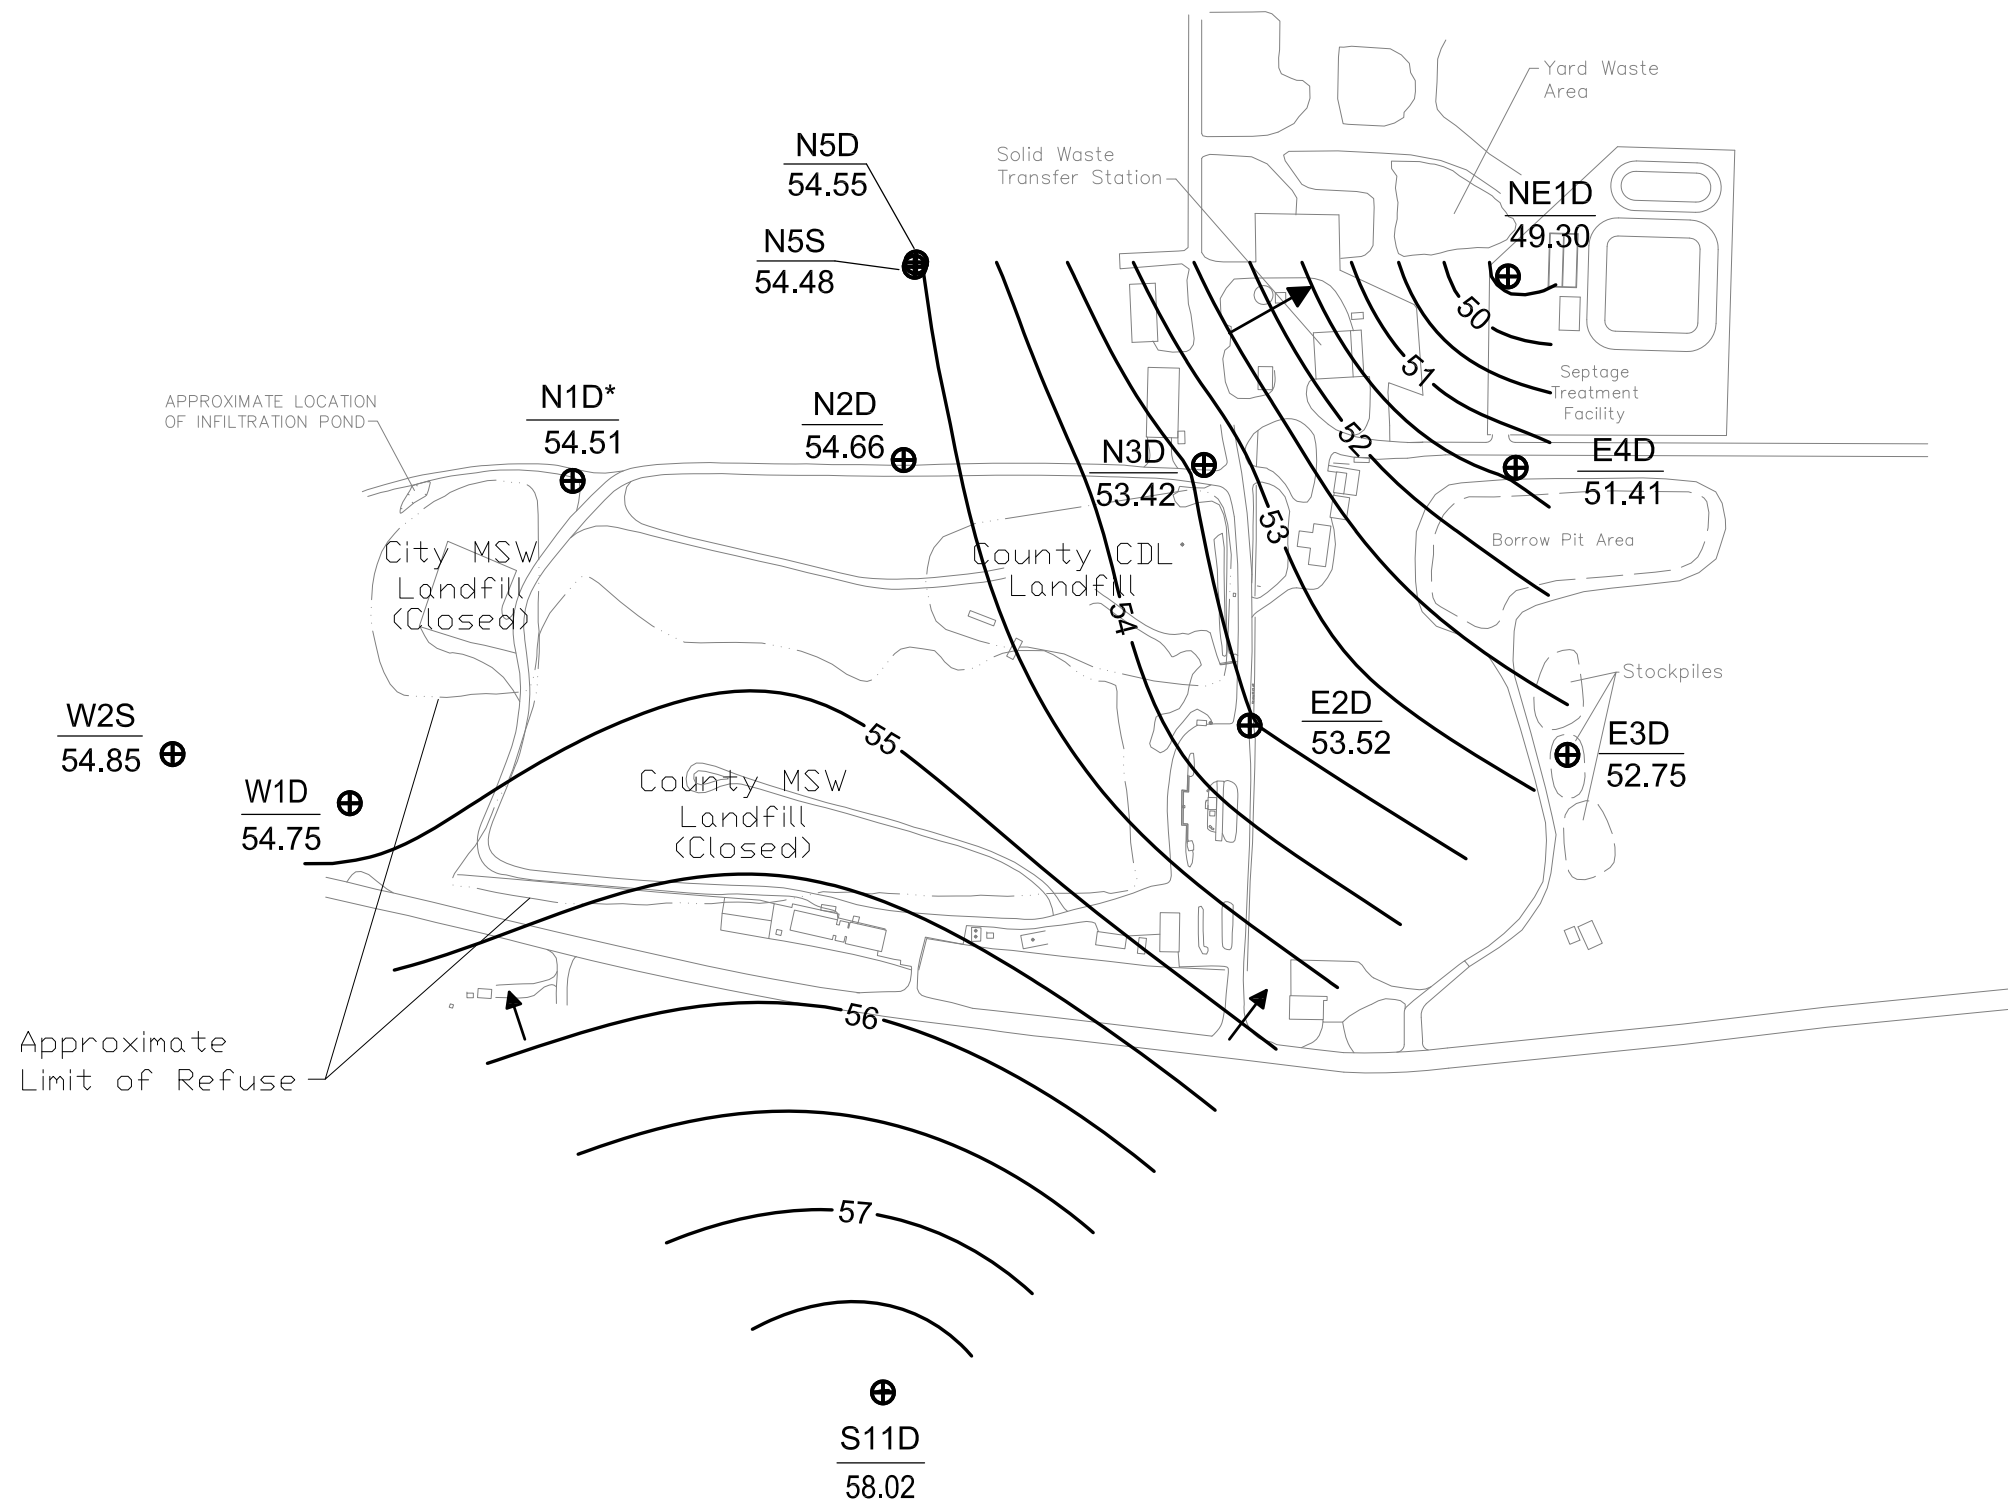 Yard Waste
Area
N5D
54.55
Solid Waste
Transfer Station
NE1D
49.30
N5S
54.48
50
51
Septage
Treatment
Facility
APPROXIMATE LOCATION
OF INFILTRATION POND
N1D*
54.51
N2D
54.66
52
N3D
53.42
E4D
51.41
53
Borrow Pit Area
City MSW
Landfill
(Closed)
County CDL
Landfill
54
Stockpiles
W2S
54.85
E2D
53.52
E3D
52.75
55
W1D
54.75
County MSW
Landfill
(Closed)
56
Approximate
Limit of Refuse
57
S11D
58.02